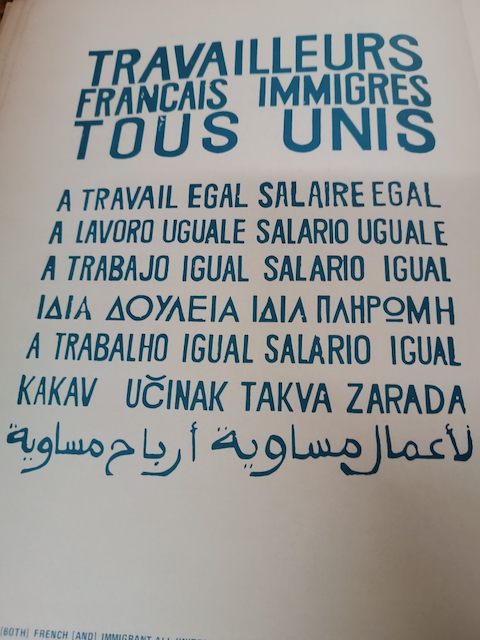 TRAVAILLEURS
FRANCAIS IMMIGRES
TOUS UNIS
A TRAVAIL EGAL SALAIRE EGAL
A LAVORO UGUALE SALARIO UGUALE
A TRABAJO IGUAL SALARIO IGUAL
ΙΔΙΑ ΔΟΥΛΕΙΑ ΙΔΙΑ ΠΛΗΡΩΜΗ
A TRABALHO IGUAL SALARIO IGUAL
KAKAV UČINAK TAKVA ZARADA
لأعمال مساوية أرباح مساوية
[BOTH] FRENCH [AND] IMMIGRANT ALL